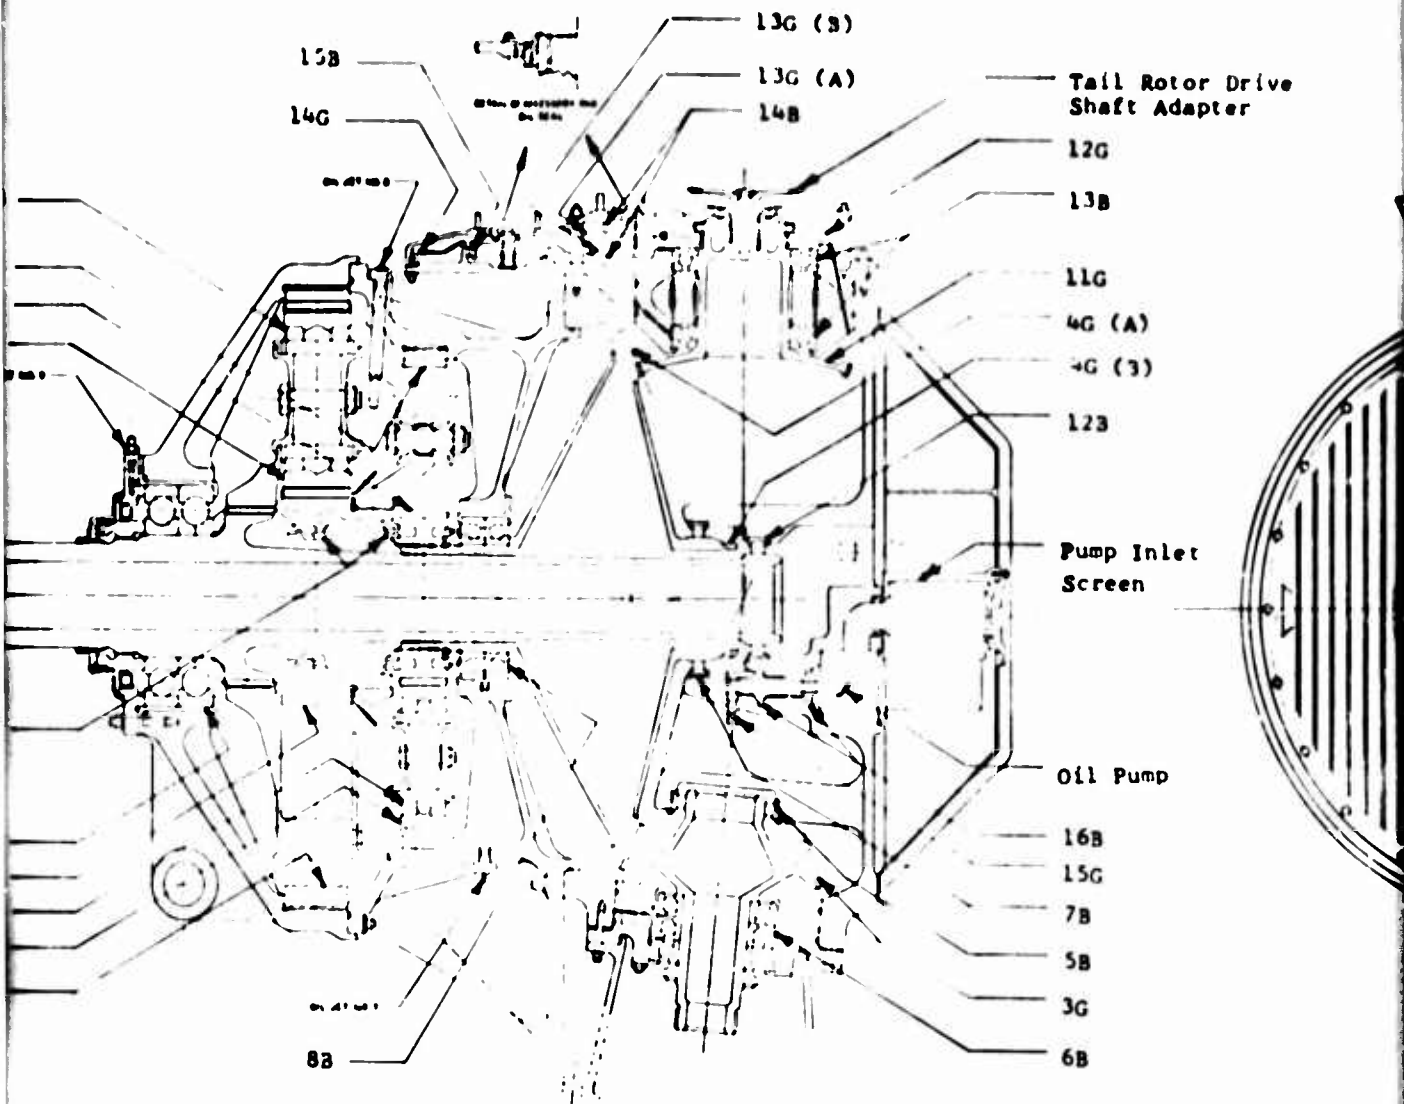 13G (B)
15B
13G (A)
Tail Rotor Drive
Shaft Adapter
14G
14B
12G
13B
11G
4G (A)
4G (B)
12B
Pump Inlet
Screen
Oil Pump
16B
15G
7B
5B
3G
8B
6B